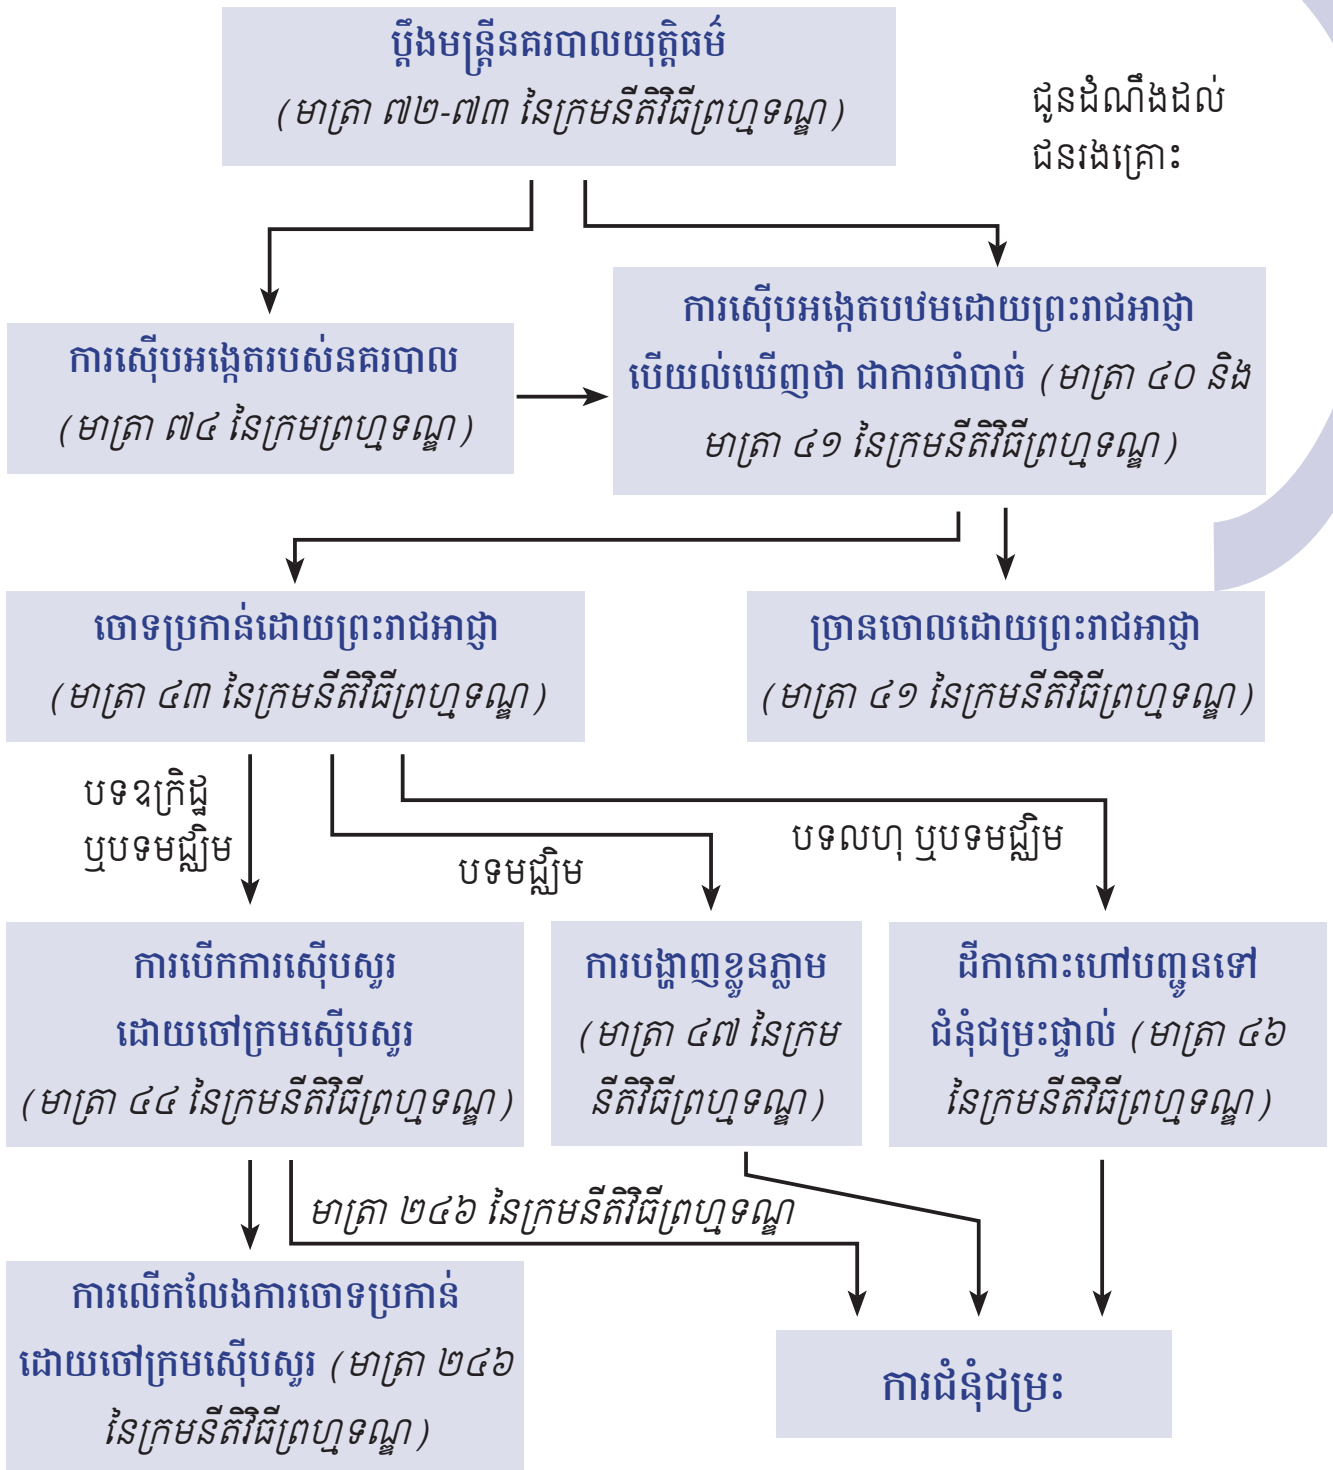 ប្តឹងមន្ត្រីនគរបាលយុត្តិធម៌
(មាត្រា ៧២-៧៣ នៃក្រមនីតិវិធីព្រហ្មទណ្ឌ)
ជូនដំណឹងដល់
ជនរងគ្រោះ
ការស៊ើបអង្កេតរបស់នគរបាល
(មាត្រា ៧៤ នៃក្រមព្រហ្មទណ្ឌ)
ការស៊ើបអង្កេតបឋមដោយព្រះរាជអាជ្ញា
បើយល់ឃើញថា ជាការចាំបាច់ (មាត្រា ៤០ និង
មាត្រា ៤១ នៃក្រមនីតិវិធីព្រហ្មទណ្ឌ)
ចោទប្រកាន់ដោយព្រះរាជអាជ្ញា
(មាត្រា ៤៣ នៃក្រមនីតិវិធីព្រហ្មទណ្ឌ)
ច្រានចោលដោយព្រះរាជអាជ្ញា
(មាត្រា ៤១ នៃក្រមនីតិវិធីព្រហ្មទណ្ឌ)
បទឧក្រិដ្ឋ
ឬបទមជ្ឈិម
បទមជ្ឈិម
បទលហុ ឬបទមជ្ឈិម
ការបើកការស៊ើបសួរ
ដោយចៅក្រមស៊ើបសួរ
(មាត្រា ៤៤ នៃក្រមនីតិវិធីព្រហ្មទណ្ឌ)
ការបង្ហាញខ្លួនភ្លាម
(មាត្រា ៤៧ នៃក្រម
នីតិវិធីព្រហ្មទណ្ឌ)
ដីកាកោះហៅបញ្ជូនទៅ
ជំនុំជម្រះផ្ទាល់ (មាត្រា ៤៦
នៃក្រមនីតិវិធីព្រហ្មទណ្ឌ)
មាត្រា ២៤៦ នៃក្រមនីតិវិធីព្រហ្មទណ្ឌ
ការលើកលែងការចោទប្រកាន់
ដោយចៅក្រមស៊ើបសួរ (មាត្រា ២៤៦
នៃក្រមនីតិវិធីព្រហ្មទណ្ឌ)
ការជំនុំជម្រះ